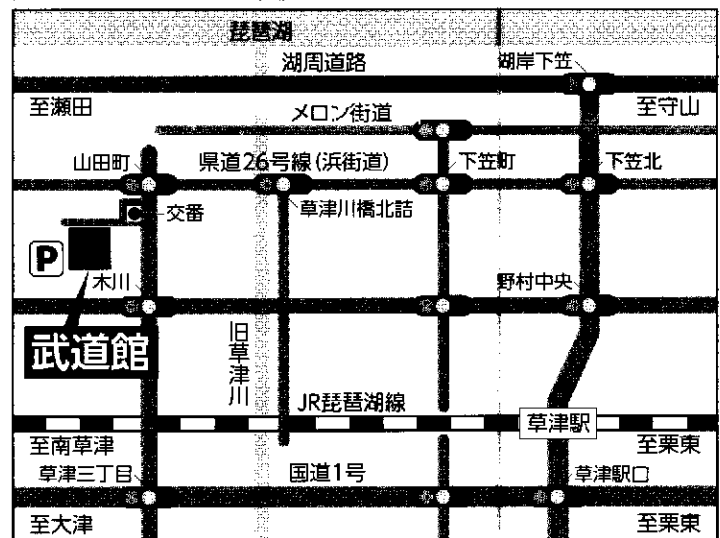 琵琶湖
湖周道路
湖岸下笠
至瀬田
メロン街道
至守山
山田町
県道26号線(浜街道)
下笠町
下笠北
交番
草津川橋北詰
P
木川
野村中央
武道館
旧草津川
JR琵琶湖線
草津駅
至南草津
至栗東
草津三丁目
国道1号
草津駅口
至大津
至栗東